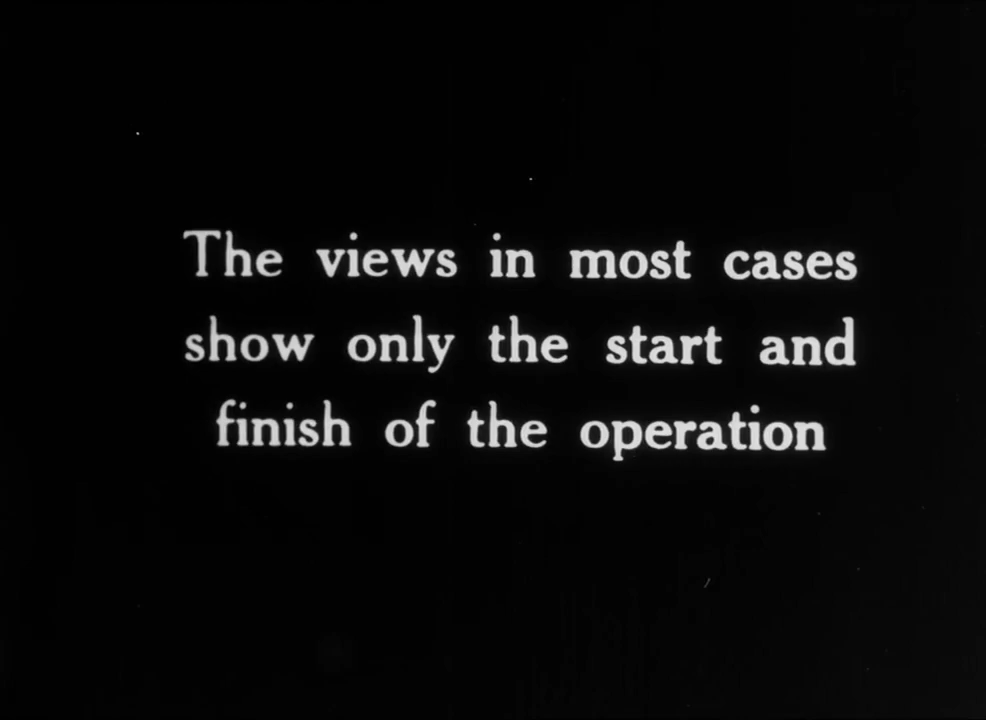 The views in most cases
show only the start and
finish of the operation